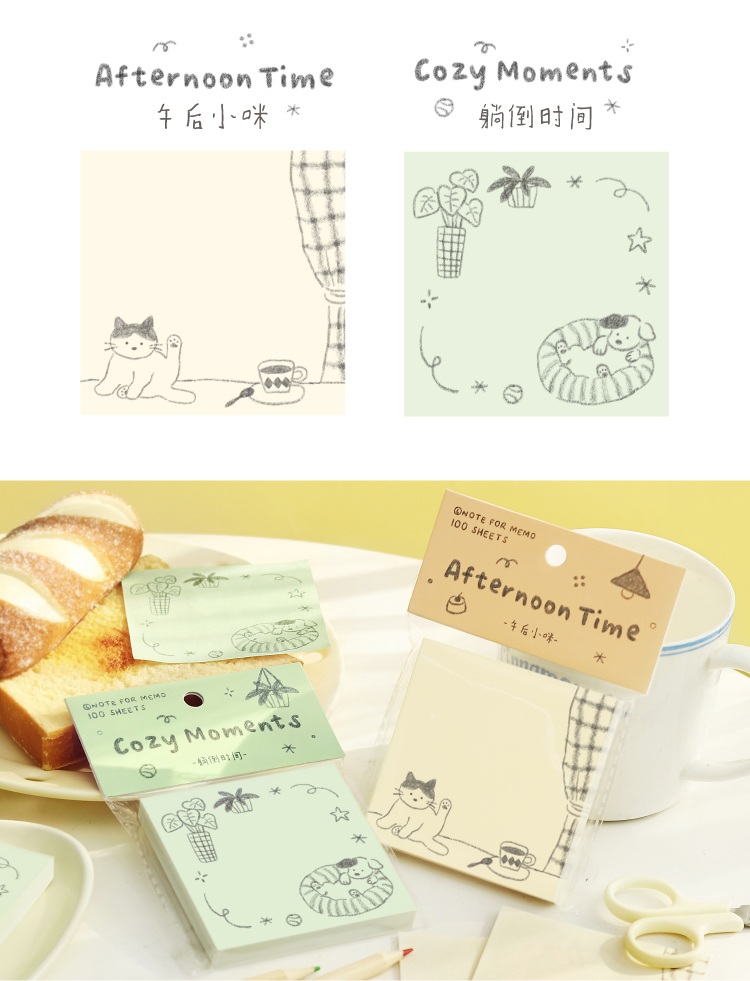 Afternoon Time
午后小咪
Cozy Moments
躺倒时间
NOTE FOR MEMO
100 SHEETS
Afternoon Time
-午后小咪-
NOTE FOR MEMO
100 SHEETS
Cozy Moments
-躺倒时间-